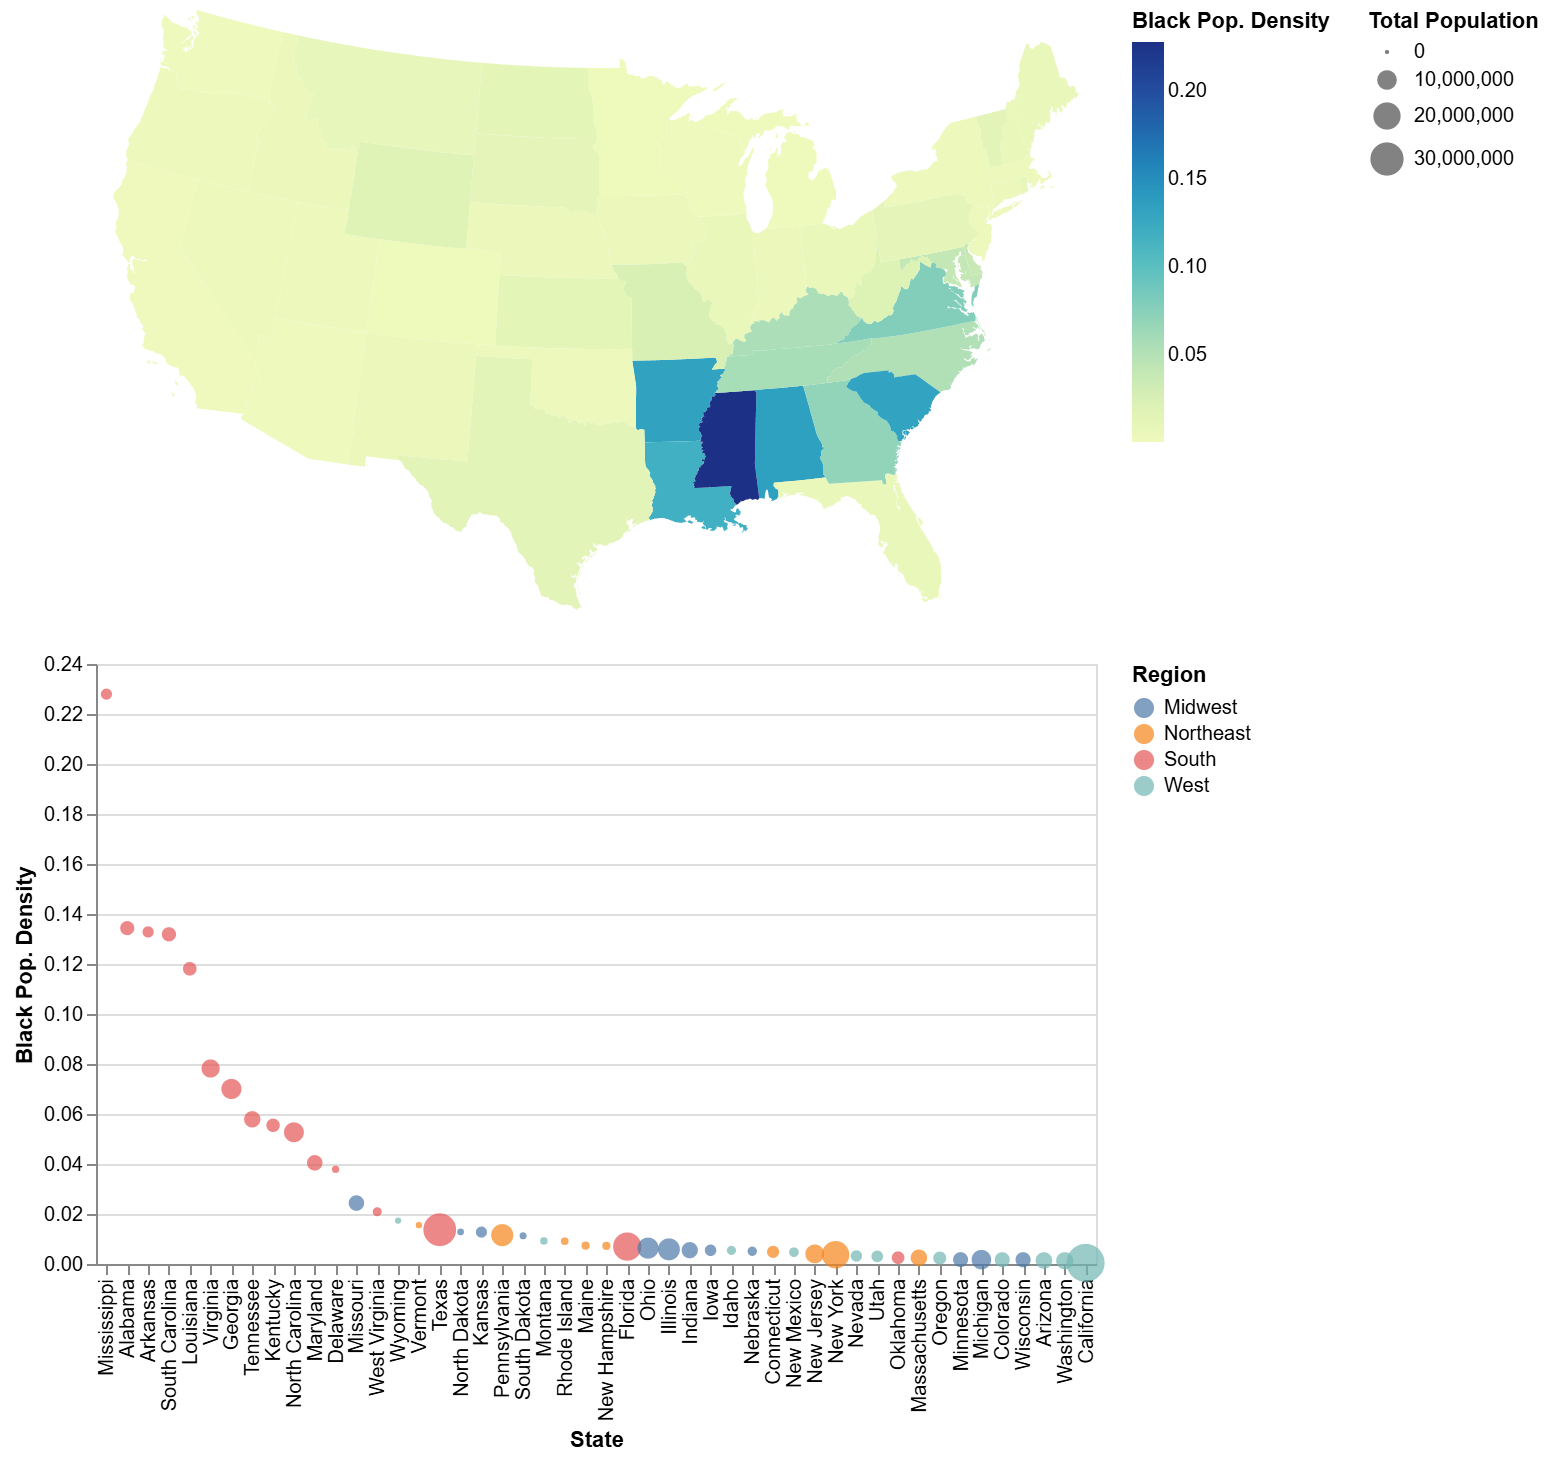 Black Pop. Density
0.20
0.15
0.10
0.05
Total Population
0
10,000,000
20,000,000
30,000,000
Black Pop. Density
0.24
0.22
0.20
0.18
0.16
0.14
0.12
0.10
0.08
0.06
0.04
0.02
0.00
Mississippi
Alabama
Arkansas
South Carolina
Louisiana
Virginia
Georgia
Tennessee
Kentucky
North Carolina
Maryland
Delaware
Missouri
West Virginia
Wyoming
Vermont
Texas
North Dakota
Kansas
Pennsylvania
South Dakota
Montana
Rhode Island
Maine
New Hampshire
Florida
Ohio
Illinois
Indiana
Iowa
Idaho
Nebraska
Connecticut
New Mexico
New Jersey
New York
Nevada
Utah
Oklahoma
Massachusetts
Oregon
Minnesota
Michigan
Colorado
Wisconsin
Arizona
Washington
California
State
Region
Midwest
Northeast
South
West